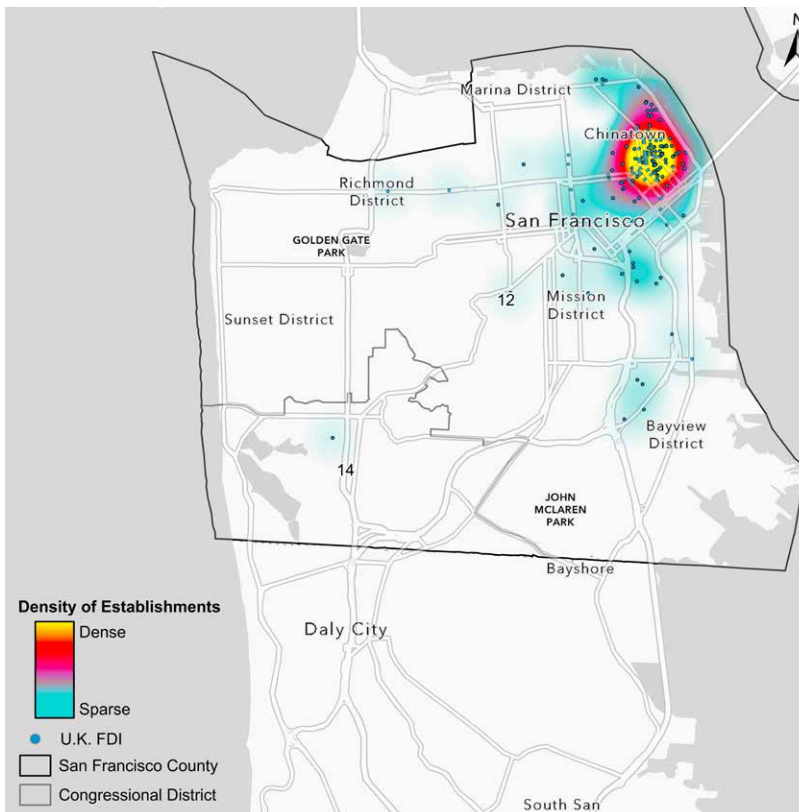 N
Marina District
Chinatown
Richmond
District
San Francisco
GOLDEN GATE
PARK
12
Mission
District
Sunset District
Bayview
District
14
JOHN
MCLAREN
PARK
Bayshore
Density of Establishments
Dense
Sparse
U.K. FDI
San Francisco County
Congressional District
Daly City
South San